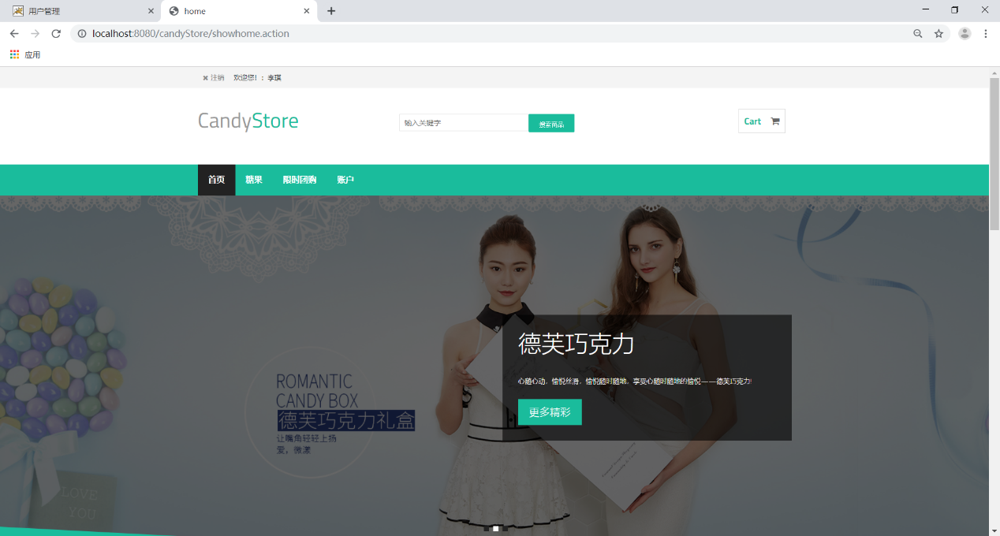 用户管理
home
localhost:8080/candyStore/showhome.action
应用
注销 欢迎您!：李琪
CandyStore
输入关键字
搜索商品
Cart
首页 糖果 限时团购 账户
德芙巧克力
心随心动，愉悦丝滑，愉悦随时随地，享受心随时随地的愉悦——德芙巧克力!
更多精彩
ROMANTIC
CANDY BOX
德芙巧克力礼盒
让嘴角轻轻上扬
爱，微漾
LOVE
YOU